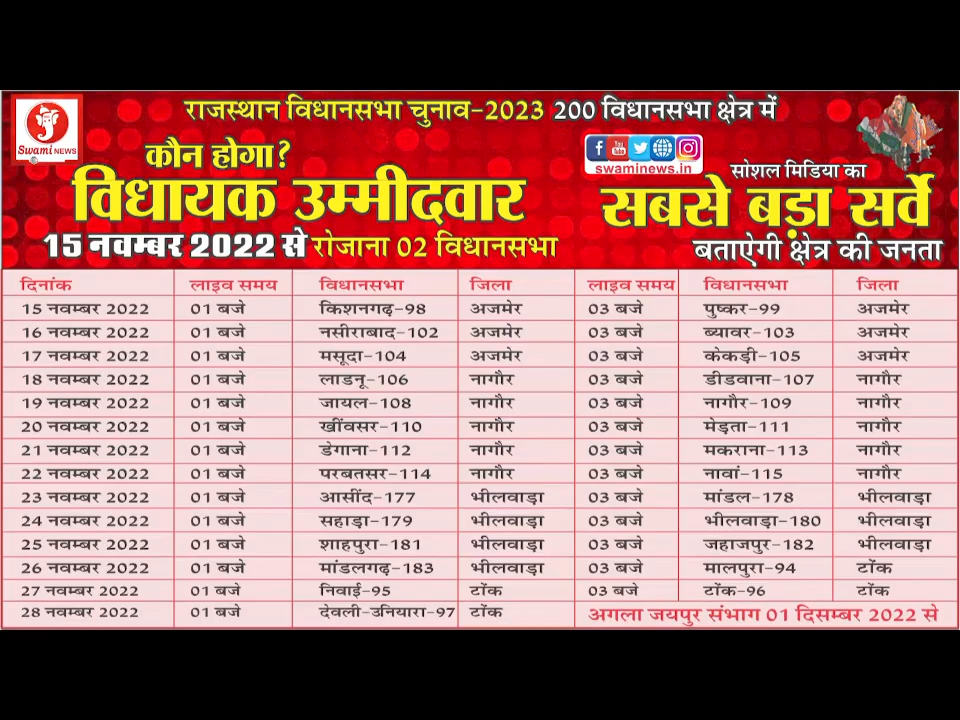 Swami NEWS
राजस्थान विधानसभा चुनाव-2023 200 विधानसभा क्षेत्र में
कौन होगा?
विधायक उम्मीदवार
15 नवम्बर 2022 से रोजाना 02 विधानसभा
You Tube
swaminews.in
सोशल मिडिया का
सबसे बड़ा सर्वे
बताऐगी क्षेत्र की जनता
दिनांक लाइव समय विधानसभा जिला लाइव समय विधानसभा जिला
15 नवम्बर 2022 01 बजे किशनगढ़-98 अजमेर 03 बजे पुष्कर-99 अजमेर
16 नवम्बर 2022 01 बजे नसीराबाद-102 अजमेर 03 बजे ब्यावर-103 अजमेर
17 नवम्बर 2022 01 बजे मसूदा-104 अजमेर 03 बजे केकड़ी-105 अजमेर
18 नवम्बर 2022 01 बजे लाडनू-106 नागौर 03 बजे डीडवाना-107 नागौर
19 नवम्बर 2022 01 बजे जायल-108 नागौर 03 बजे नागौर-109 नागौर
20 नवम्बर 2022 01 बजे खींवसर-110 नागौर 03 बजे मेड़ता-111 नागौर
21 नवम्बर 2022 01 बजे डेगाना-112 नागौर 03 बजे मकराना-113 नागौर
22 नवम्बर 2022 01 बजे परबतसर-114 नागौर 03 बजे नावां-115 नागौर
23 नवम्बर 2022 01 बजे आसींद-177 भीलवाड़ा 03 बजे मांडल-178 भीलवाड़ा
24 नवम्बर 2022 01 बजे सहाड़ा-179 भीलवाड़ा 03 बजे भीलवाड़ा-180 भीलवाड़ा
25 नवम्बर 2022 01 बजे शाहपुरा-181 भीलवाड़ा 03 बजे जहाजपुर-182 भीलवाड़ा
26 नवम्बर 2022 01 बजे मांडलगढ़-183 भीलवाड़ा 03 बजे मालपुरा-94 टोंक
27 नवम्बर 2022 01 बजे निवाई-95 टोंक 03 बजे टोंक-96 टोंक
28 नवम्बर 2022 01 बजे देवली-उनियारा-97 टोंक अगला जयपुर संभाग 01 दिसम्बर 2022 से